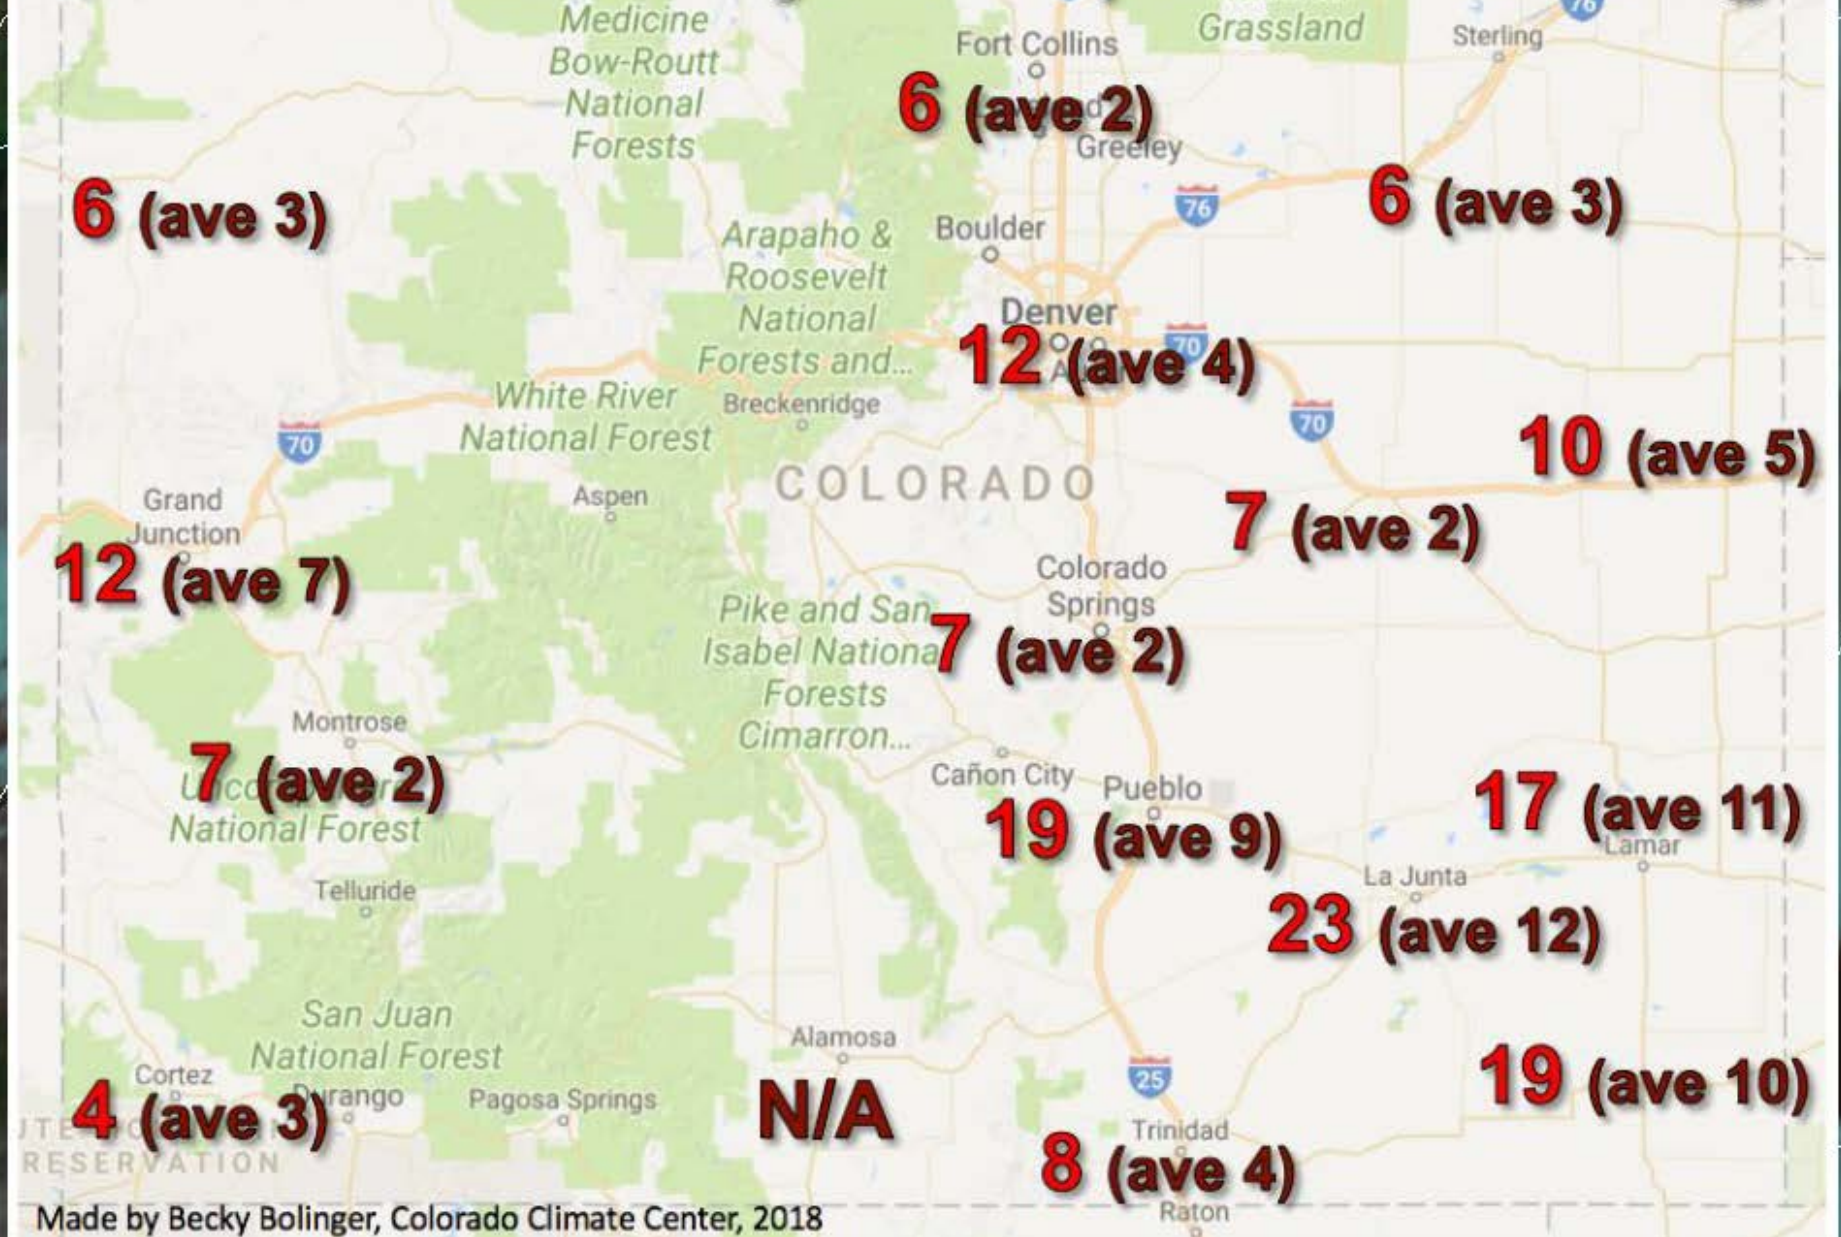 Medicine
Bow-Routt
National
Forests
Fort Collins
Grassland
Sterling
76
6 (ave 2)
Greeley
6 (ave 3)
76
6 (ave 3)
Arapaho &
Roosevelt
National
Forests and...
Boulder
Denver
12 (ave 4)
70
White River
National Forest
Breckenridge
70
70
10 (ave 5)
COLORADO
Grand
Junction
Aspen
7 (ave 2)
12 (ave 7)
Colorado
Springs
Pike and San
Isabel Nationa
Forests
Cimarron...
7 (ave 2)
Montrose
7 (ave 2)
National Forest
Cañon City
Pueblo
19 (ave 9)
17 (ave 11)
Lamar
La Junta
23 (ave 12)
Telluride
San Juan
National Forest
Alamosa
Cortez
4 (ave 3)
Durango
Pagosa Springs
N/A
25
19 (ave 10)
Trinidad
8 (ave 4)
RESERVATION
Raton
Made by Becky Bolinger, Colorado Climate Center, 2018